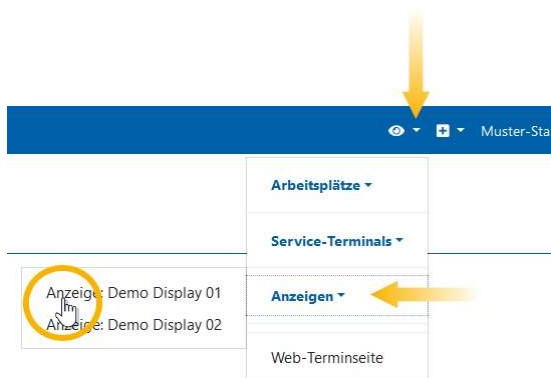 Muster-Sta
Arbeitsplätze
Service-Terminals
Anzeigen
Anzeige: Demo Display 01
Anzeige: Demo Display 02
Web-Terminseite